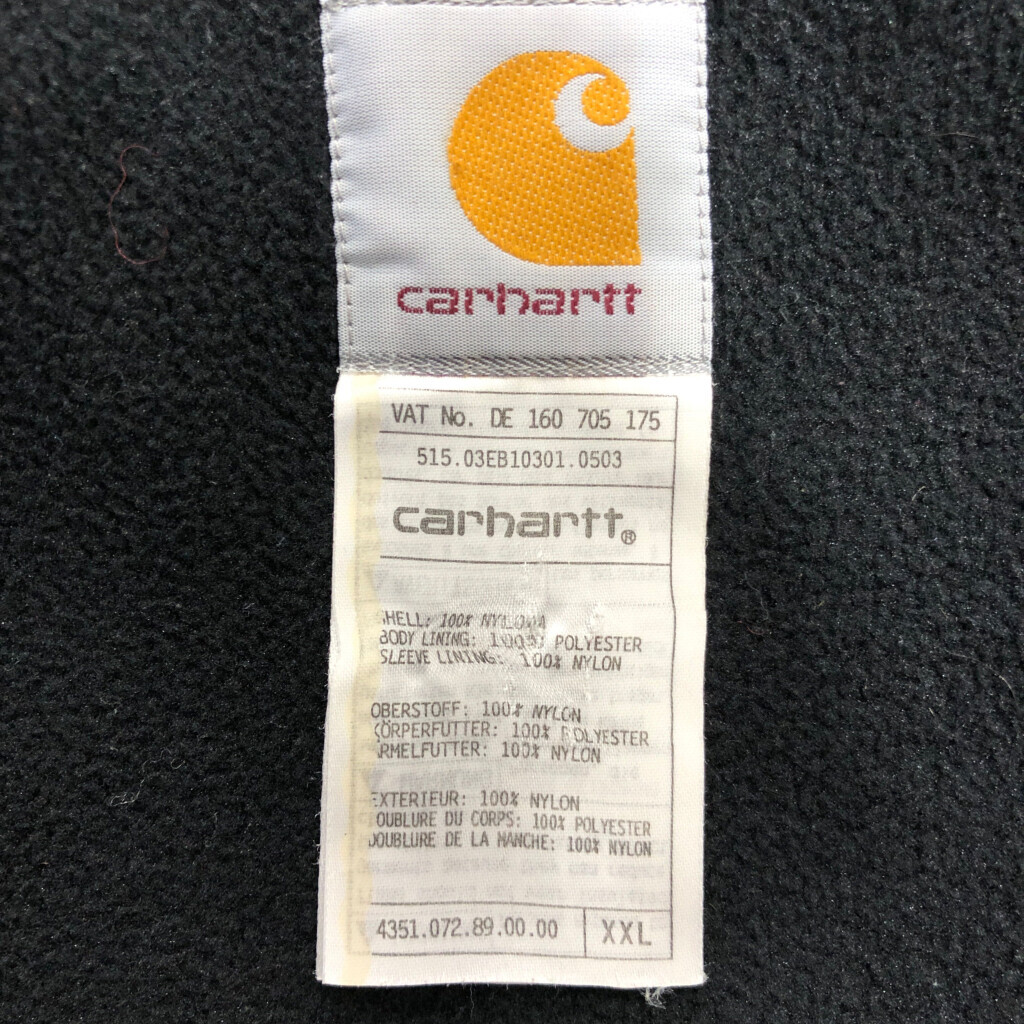 carhartt
VAT No. DE 160 705 175
515.03EB10301.0503
carhartt®
SHELL: 100% NYLON
BODY LINING: 100% POLYESTER
SLEEVE LINING: 100% NYLON
OBERSTOFF: 100% NYLON
KÖRPERFUTTER: 100% POLYESTER
ÄRMELFUTTER: 100% NYLON
EXTERIEUR: 100% NYLON
DOUBLURE DU CORPS: 100% POLYESTER
DOUBLURE DE LA MANCHE: 100% NYLON
4351.072.89.00.00 XXL